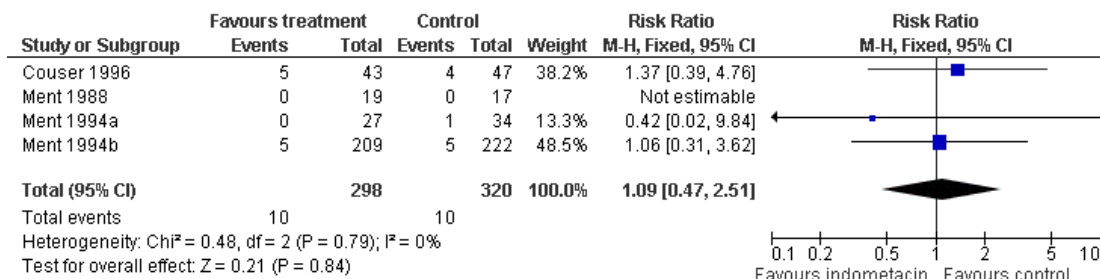 Favours treatment Control Risk Ratio Risk Ratio
Study or Subgroup Events Total Events Total Weight M-H, Fixed, 95% CI M-H, Fixed, 95% CI
Couser 1996 5 43 4 47 38.2% 1.37 [0.39, 4.76]
Ment 1988 0 19 0 17 Not estimable
Ment 1994a 0 27 1 34 13.3% 0.42 [0.02, 9.84]
Ment 1994b 5 209 5 222 48.5% 1.06 [0.31, 3.62]
Total (95% CI) 298 320 100.0% 1.09 [0.47, 2.51]
Total events 10 10
Heterogeneity: Chi² = 0.48, df = 2 (P = 0.79); I² = 0%
Test for overall effect: Z = 0.21 (P = 0.84)
0.1 0.2 0.5 1 2 5 10
Favours indometacin Favours control